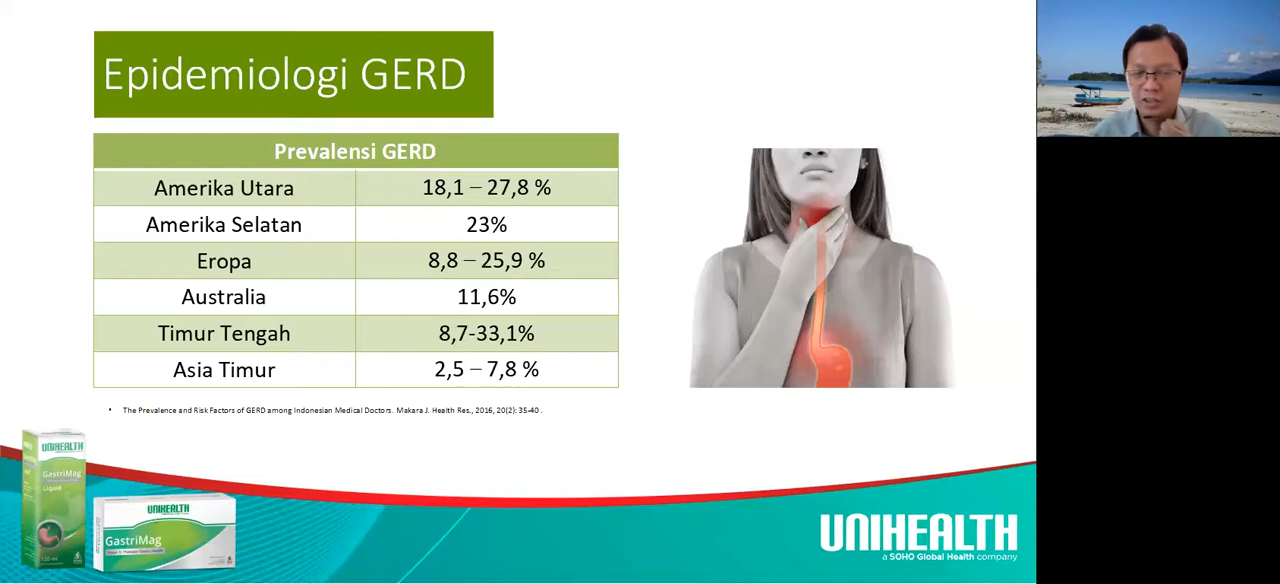 Epidemiologi GERD
Prevalensi GERD
Amerika Utara 18,1 – 27,8 %
Amerika Selatan 23%
Eropa 8,8 – 25,9 %
Australia 11,6%
Timur Tengah 8,7-33,1%
Asia Timur 2,5 – 7,8 %
• The Prevalence and Risk Factors of GERD among Indonesian Medical Doctors. Makara J. Health Res., 2016, 20(2): 35-40 .
UNIHEALTH
GastriMag
Liquid
120 ml
UNIHEALTH
GastriMag
UNIHEALTH
a SOHO Global Health company